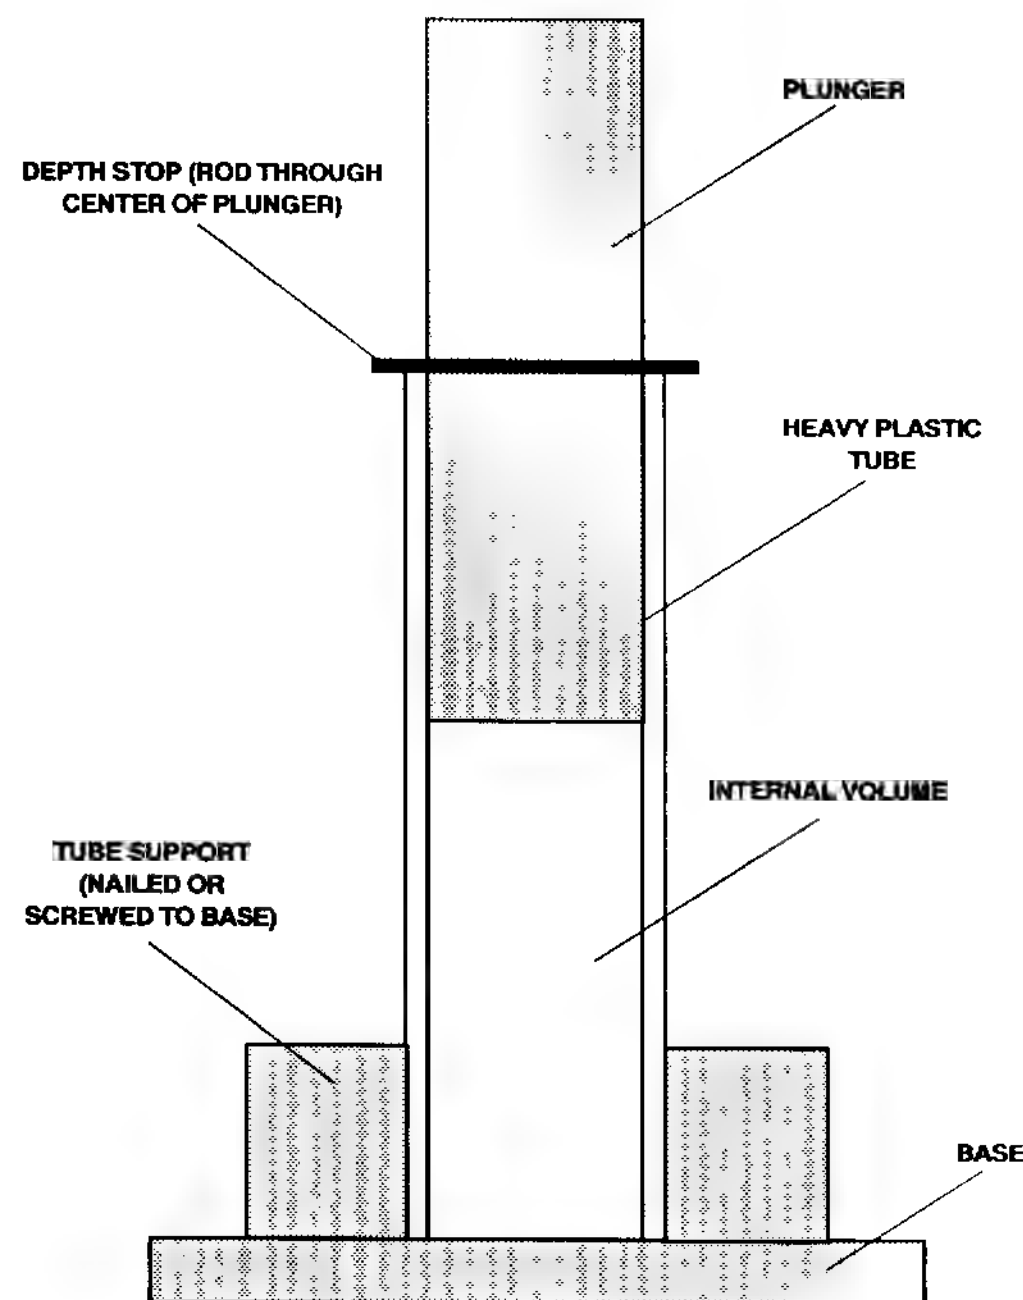 PLUNGER
DEPTH STOP (ROD THROUGH
CENTER OF PLUNGER)
HEAVY PLASTIC
TUBE
INTERNAL VOLUME
TUBE SUPPORT
(NAILED OR
SCREWED TO BASE)
BASE